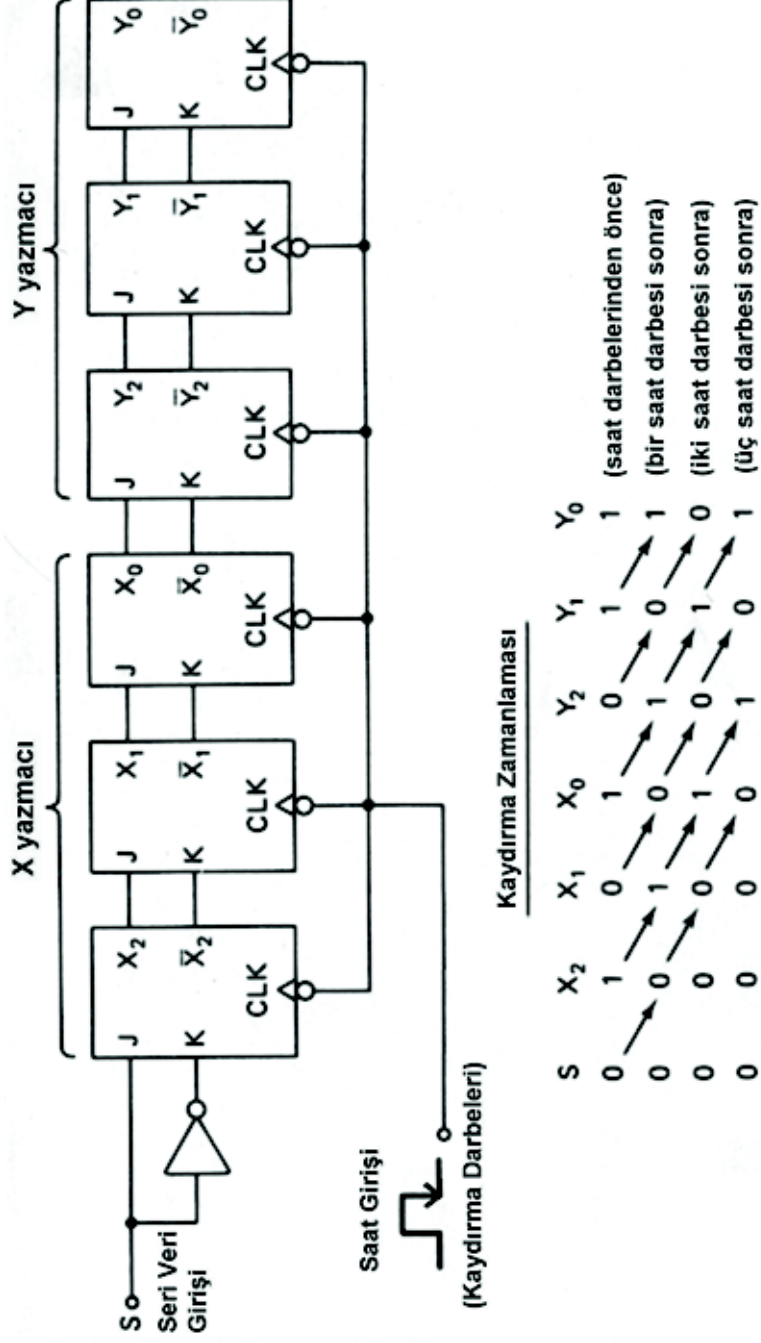 X yazmacı
Y yazmacı
J X₂ J X₁ J X₀ J Y₂ J Y₁ J Y₀
K X̅₂ K X̅₁ K X̅₀ K Y̅₂ K Y̅₁ K Y̅₀
CLK CLK CLK CLK CLK CLK
S
Seri Veri
Girişi
Saat Girişi
(Kaydırma Darbeleri)
Kaydırma Zamanlaması
S X₂ X₁ X₀ Y₂ Y₁ Y₀
0 1 0 1 0 1 1 (saat darbelerinden önce)
0 0 1 0 1 0 1 (bir saat darbesi sonra)
0 0 0 1 0 1 0 (iki saat darbesi sonra)
0 0 0 0 1 0 1 (üç saat darbesi sonra)